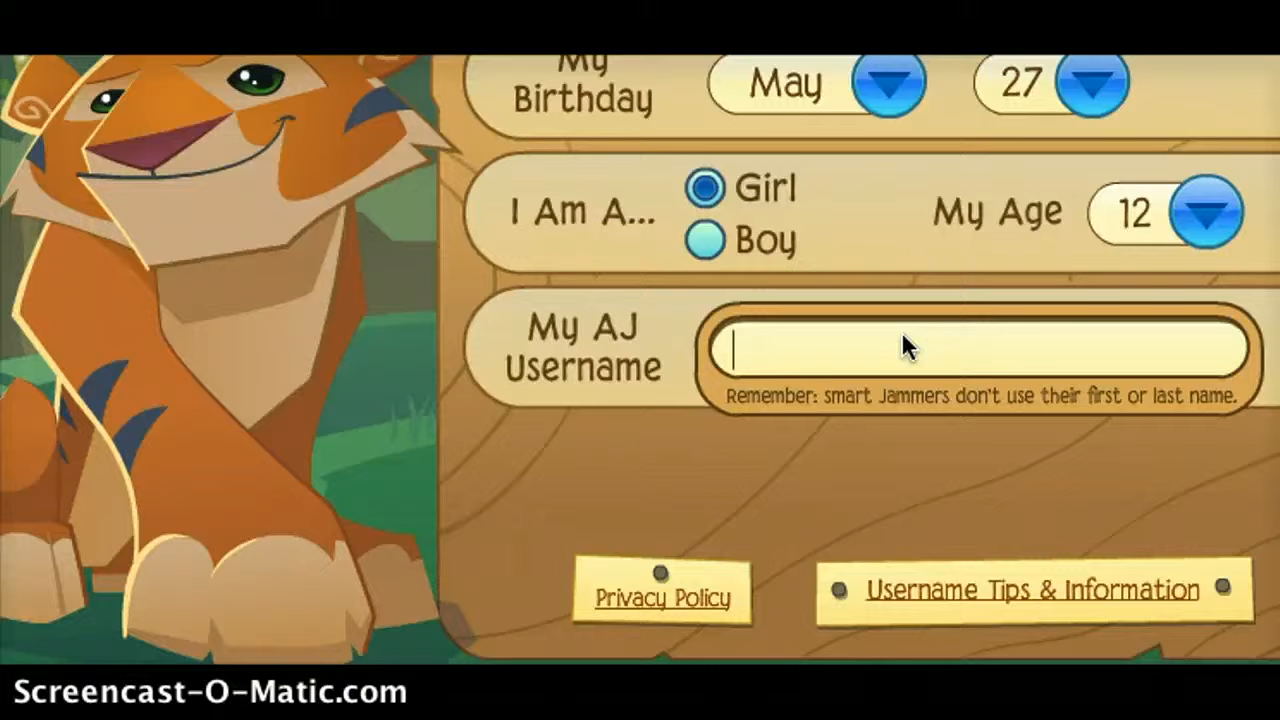 My
Birthday
May
27
I Am A...
Girl
Boy
My Age
12
My AJ
Username
Remember: smart Jammers don't use their first or last name.
Privacy Policy
Username Tips & Information
Screencast-O-Matic.com